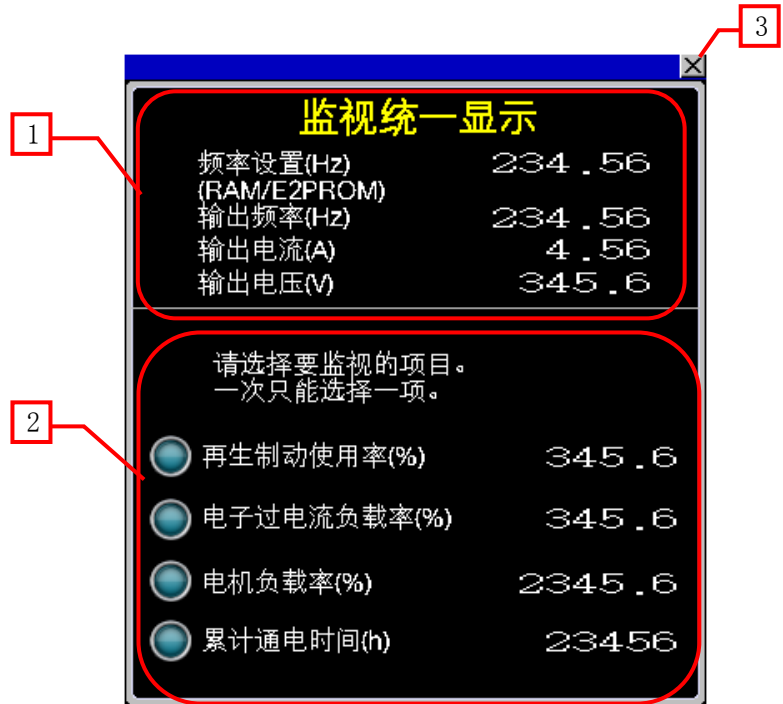 3
1
监视统一显示
频率设置(Hz) 234.56
(RAM/E2PROM)
输出频率(Hz) 234.56
输出电流(A) 4.56
输出电压(V) 345.6
2
请选择要监视的项目。
一次只能选择一项。
再生制动使用率(%) 345.6
电子过电流负载率(%) 345.6
电机负载率(%) 2345.6
累计通电时间(h) 23456